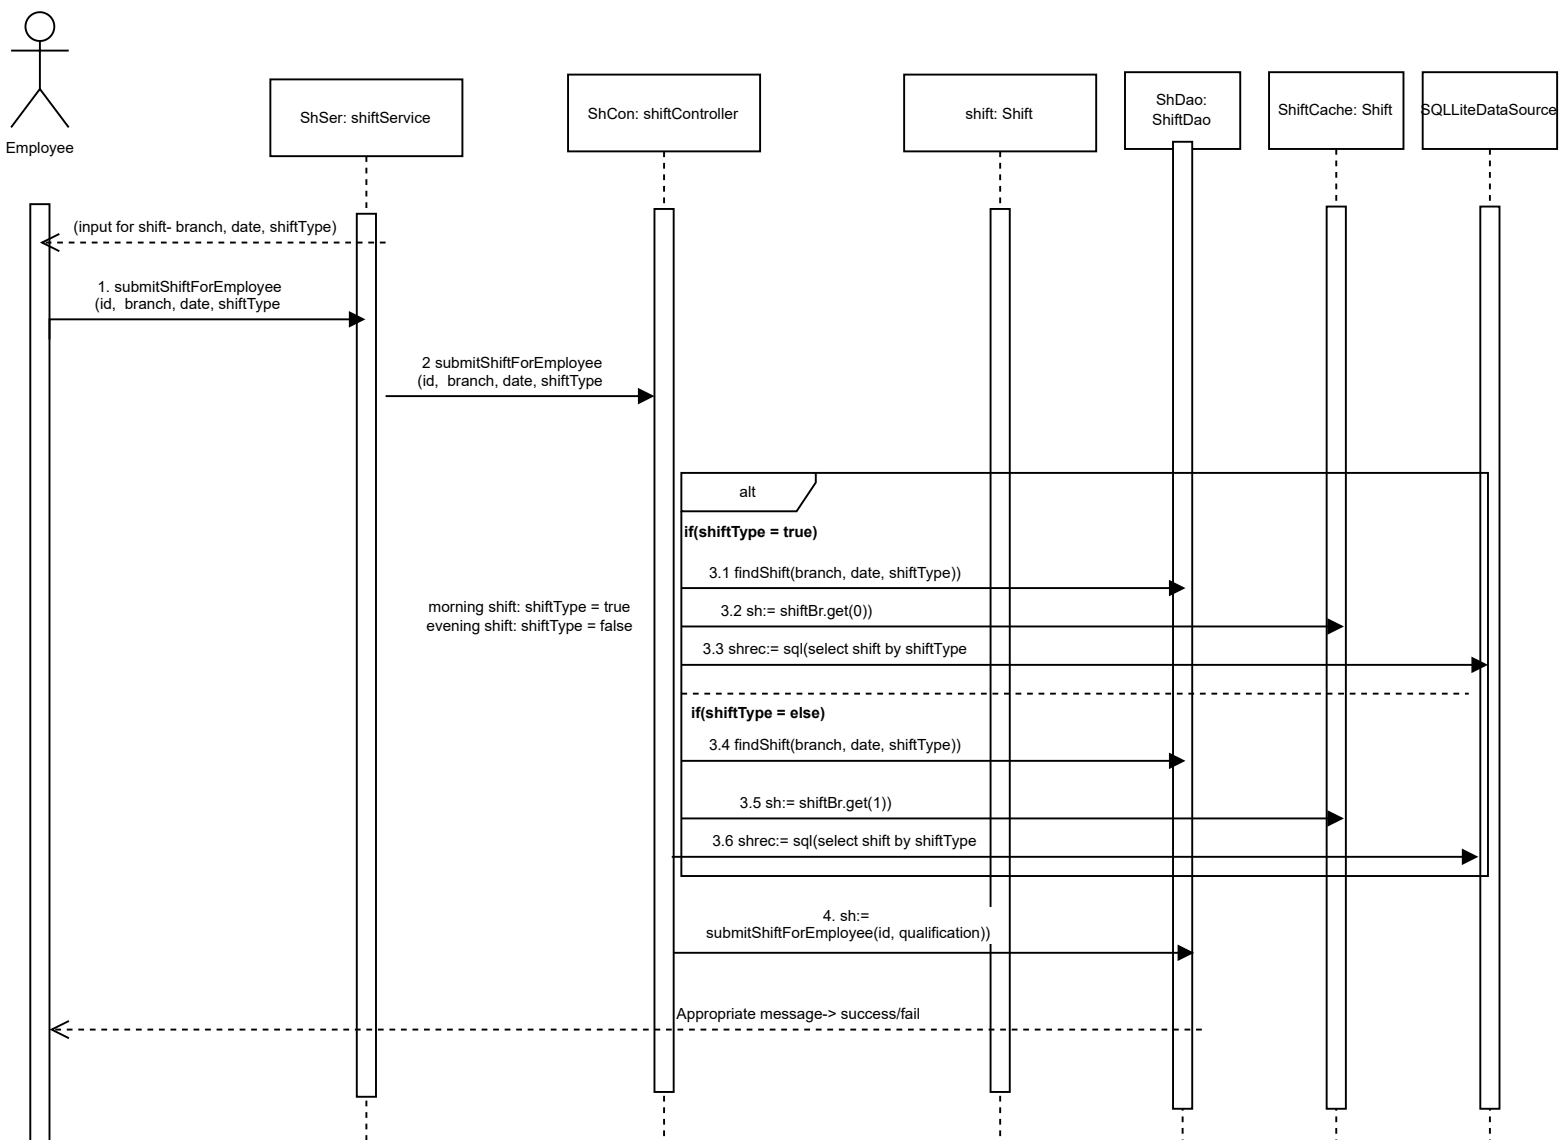 Employee
ShSer: shiftService
ShCon: shiftController
shift: Shift
ShDao:
ShiftDao
ShiftCache: Shift
SQLLiteDataSource
(input for shift- branch, date, shiftType)
1. submitShiftForEmployee
(id,  branch, date, shiftType
2 submitShiftForEmployee
(id,  branch, date, shiftType
alt
if(shiftType = true)
3.1 findShift(branch, date, shiftType))
morning shift: shiftType = true
evening shift: shiftType = false
3.2 sh:= shiftBr.get(0))
3.3 shrec:= sql(select shift by shiftType
if(shiftType = else)
3.4 findShift(branch, date, shiftType))
3.5 sh:= shiftBr.get(1))
3.6 shrec:= sql(select shift by shiftType
4. sh:=
submitShiftForEmployee(id, qualification))
Appropriate message-> success/fail